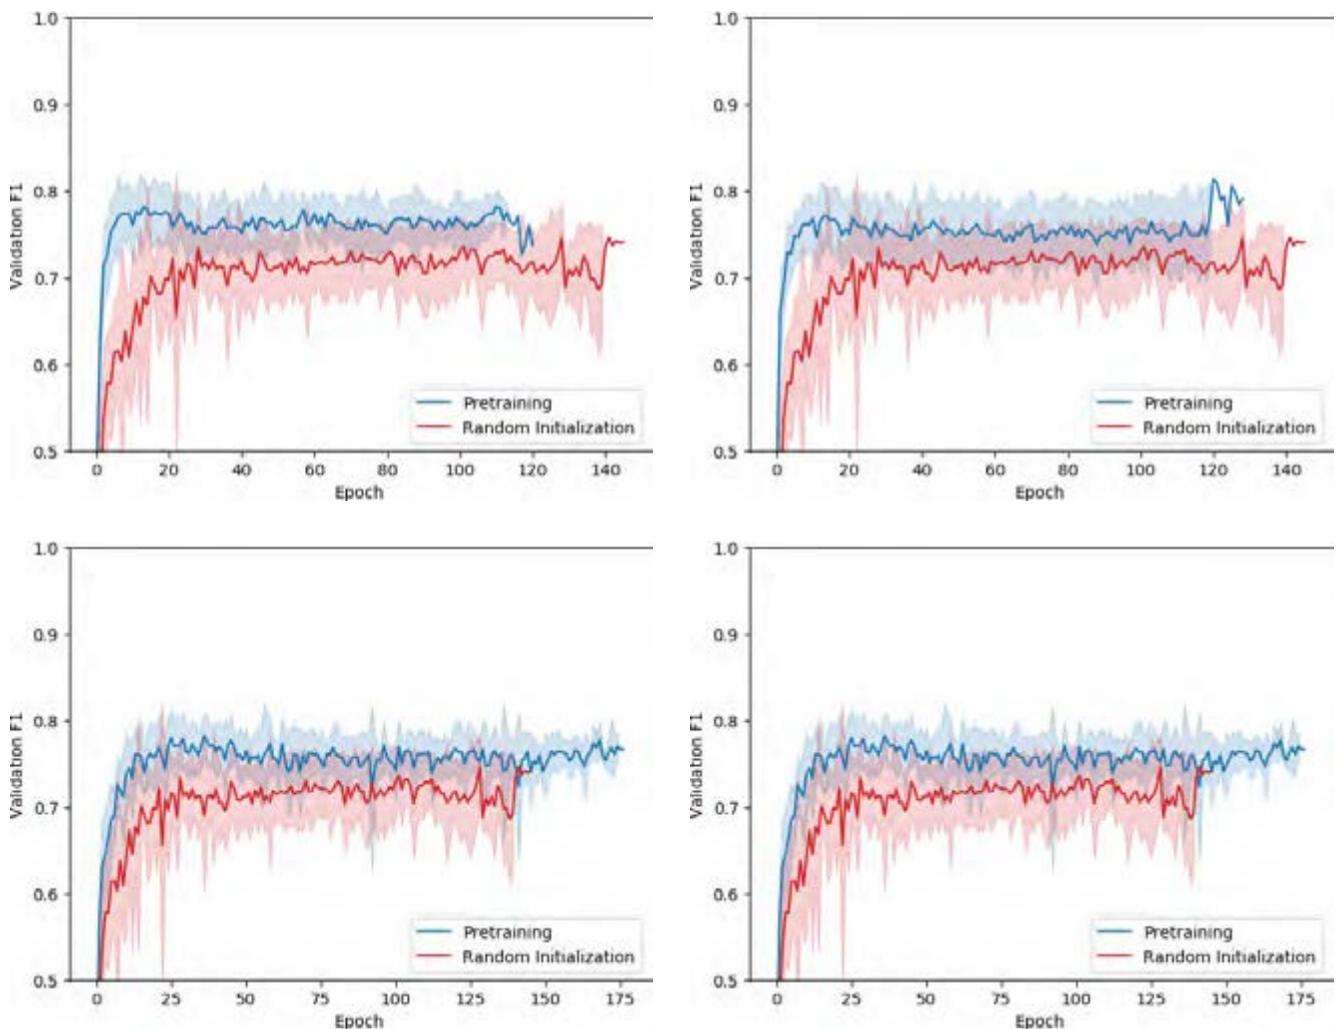 1.0
0.9
0.8
0.7
0.6
0.5
Validation F1
0 20 40 60 80 100 120 140
Epoch
Pretraining
Random Initialization
1.0
0.9
0.8
0.7
0.6
0.5
Validation F1
0 20 40 60 80 100 120 140
Epoch
Pretraining
Random Initialization
1.0
0.9
0.8
0.7
0.6
0.5
Validation F1
0 25 50 75 100 125 150 175
Epoch
Pretraining
Random Initialization
1.0
0.9
0.8
0.7
0.6
0.5
Validation F1
0 25 50 75 100 125 150 175
Epoch
Pretraining
Random Initialization